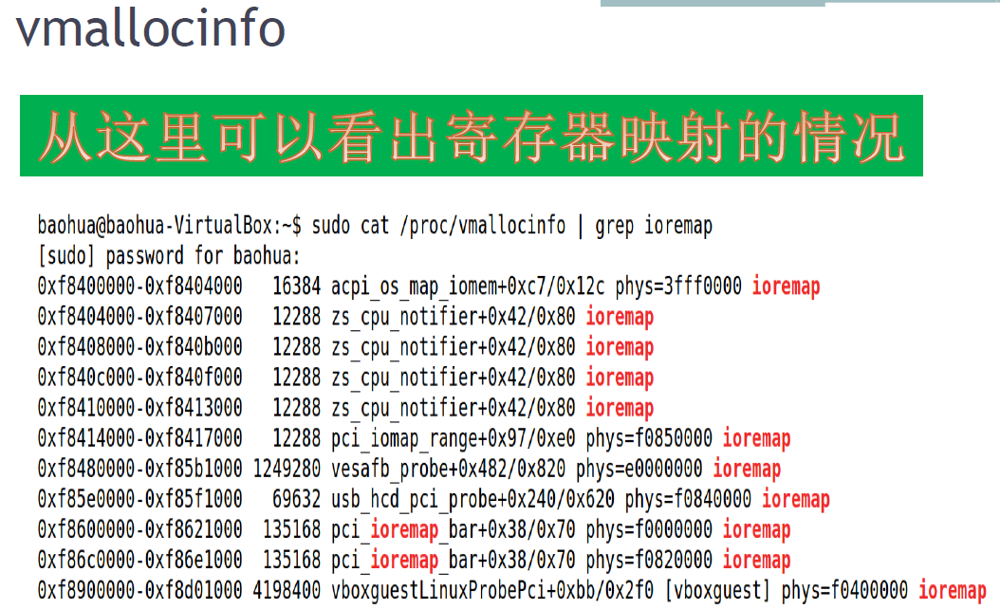 vmallocinfo
从这里可以看出寄存器映射的情况
baohua@baohua-VirtualBox:~$ sudo cat /proc/vmallocinfo | grep ioremap
[sudo] password for baohua:
0xf8400000-0xf8404000   16384 acpi_os_map_iomem+0xc7/0x12c phys=3fff0000 ioremap
0xf8404000-0xf8407000   12288 zs_cpu_notifier+0x42/0x80 ioremap
0xf8408000-0xf840b000   12288 zs_cpu_notifier+0x42/0x80 ioremap
0xf840c000-0xf840f000   12288 zs_cpu_notifier+0x42/0x80 ioremap
0xf8410000-0xf8413000   12288 zs_cpu_notifier+0x42/0x80 ioremap
0xf8414000-0xf8417000   12288 pci_iomap_range+0x97/0xe0 phys=f0850000 ioremap
0xf8480000-0xf85b1000 1249280 vesafb_probe+0x482/0x820 phys=e0000000 ioremap
0xf85e0000-0xf85f1000   69632 usb_hcd_pci_probe+0x240/0x620 phys=f0840000 ioremap
0xf8600000-0xf8621000  135168 pci_ioremap_bar+0x38/0x70 phys=f0000000 ioremap
0xf86c0000-0xf86e1000  135168 pci_ioremap_bar+0x38/0x70 phys=f0820000 ioremap
0xf8900000-0xf8d01000 4198400 vboxguestLinuxProbePci+0xbb/0x2f0 [vboxguest] phys=f0400000 ioremap